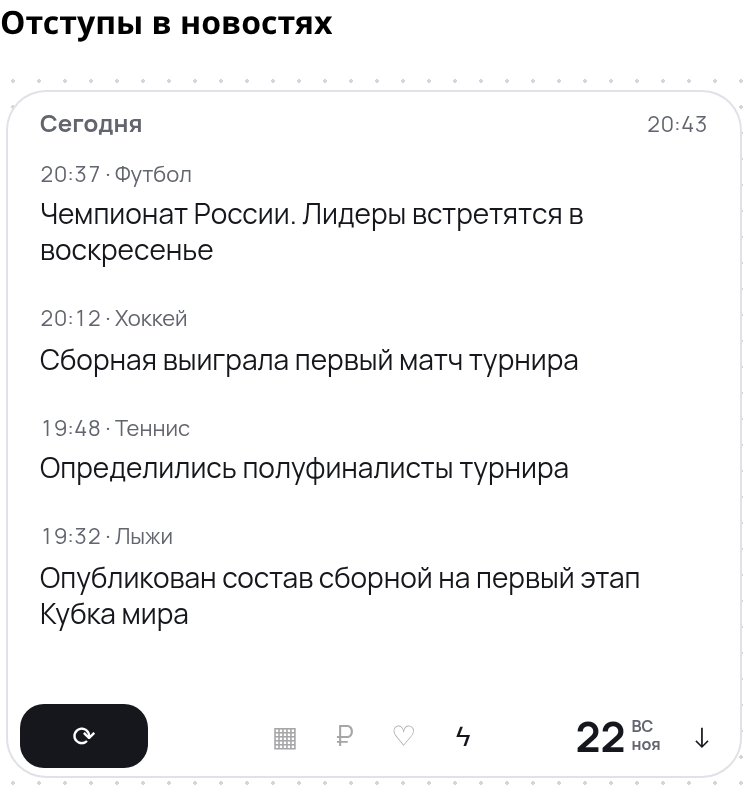 Отступы в новостях
Сегодня 20:43
20:37 · Футбол
Чемпионат России. Лидеры встретятся в
воскресенье
20:12 · Хоккей
Сборная выиграла первый матч турнира
19:48 · Теннис
Определились полуфиналисты турнира
19:32 · Лыжи
Опубликован состав сборной на первый этап
Кубка мира
₽ 22 ВС
ноя